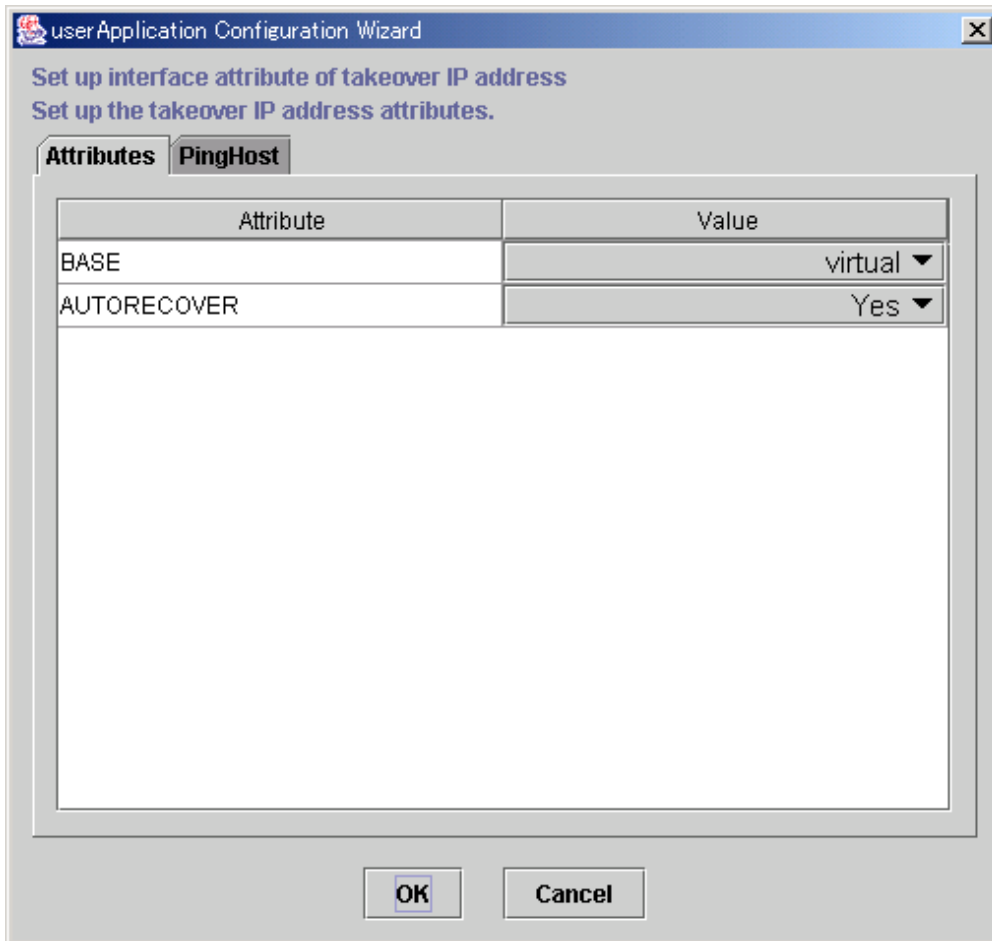 userApplication Configuration Wizard
Set up interface attribute of takeover IP address
Set up the takeover IP address attributes.
Attributes PingHost
Attribute Value
BASE virtual
AUTORECOVER Yes
OK Cancel